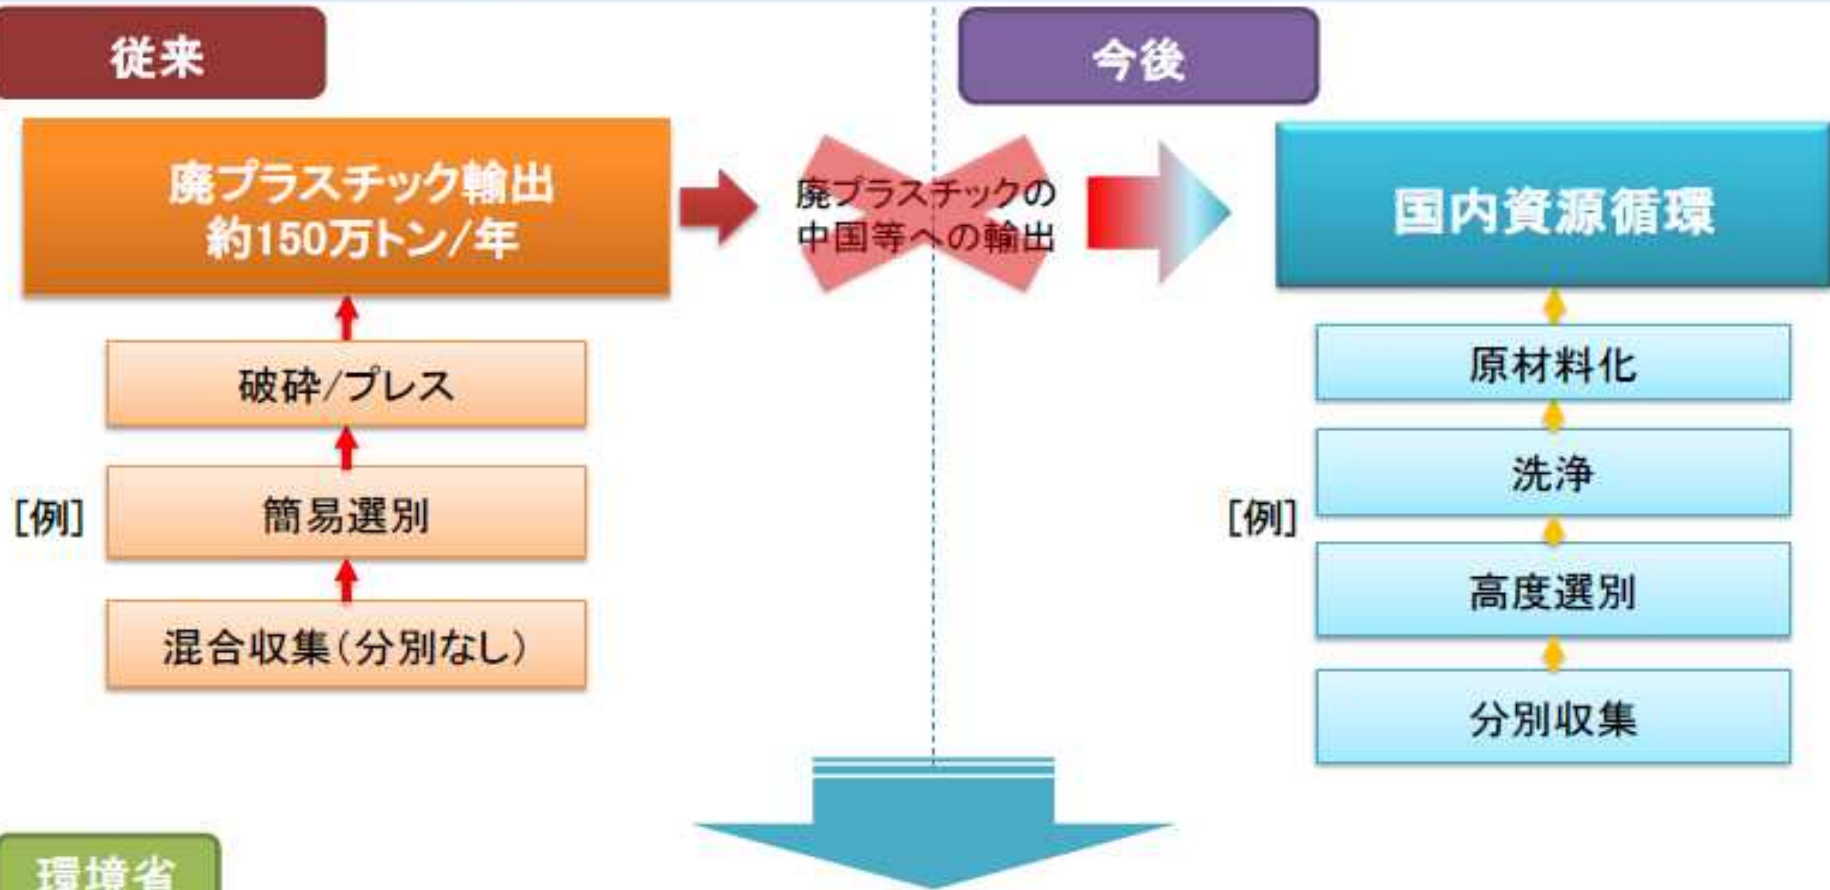 従来
今後
廃プラスチック輸出
約150万トン/年
廃プラスチックの
中国等への輸出
国内資源循環
破砕/プレス
簡易選別
混合収集(分別なし)
[例]
原材料化
洗浄
高度選別
分別収集
[例]
環境省